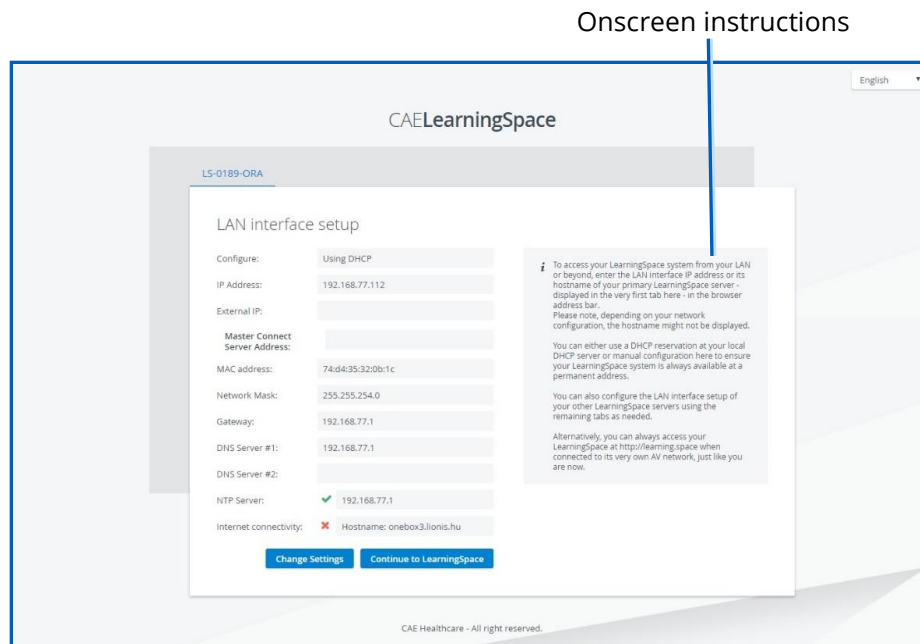 Onscreen instructions
English
CAELearningSpace
LS-0189-ORA
LAN interface setup
Configure: Using DHCP
IP Address: 192.168.77.112
External IP:
Master Connect
Server Address:
MAC address: 74:d4:35:32:0b:1c
Network Mask: 255.255.254.0
Gateway: 192.168.77.1
DNS Server #1: 192.168.77.1
DNS Server #2:
NTP Server: 192.168.77.1
Internet connectivity: Hostname: onebox3.lionis.hu
Change Settings Continue to LearningSpace
To access your LearningSpace system from your LAN
or beyond, enter the LAN interface IP address or its
hostname of your primary LearningSpace server -
displayed in the very first tab here - in the browser
address bar.
Please note, depending on your network
configuration, the hostname might not be displayed.
You can either use a DHCP reservation at your local
DHCP server or manual configuration here to ensure
your LearningSpace system is always available at a
permanent address.
You can also configure the LAN interface setup of
your other LearningSpace servers using the
remaining tabs as needed.
Alternatively, you can always access your
LearningSpace at http://learning.space when
connected to its very own AV network, just like you
are now.
CAE Healthcare - All right reserved.